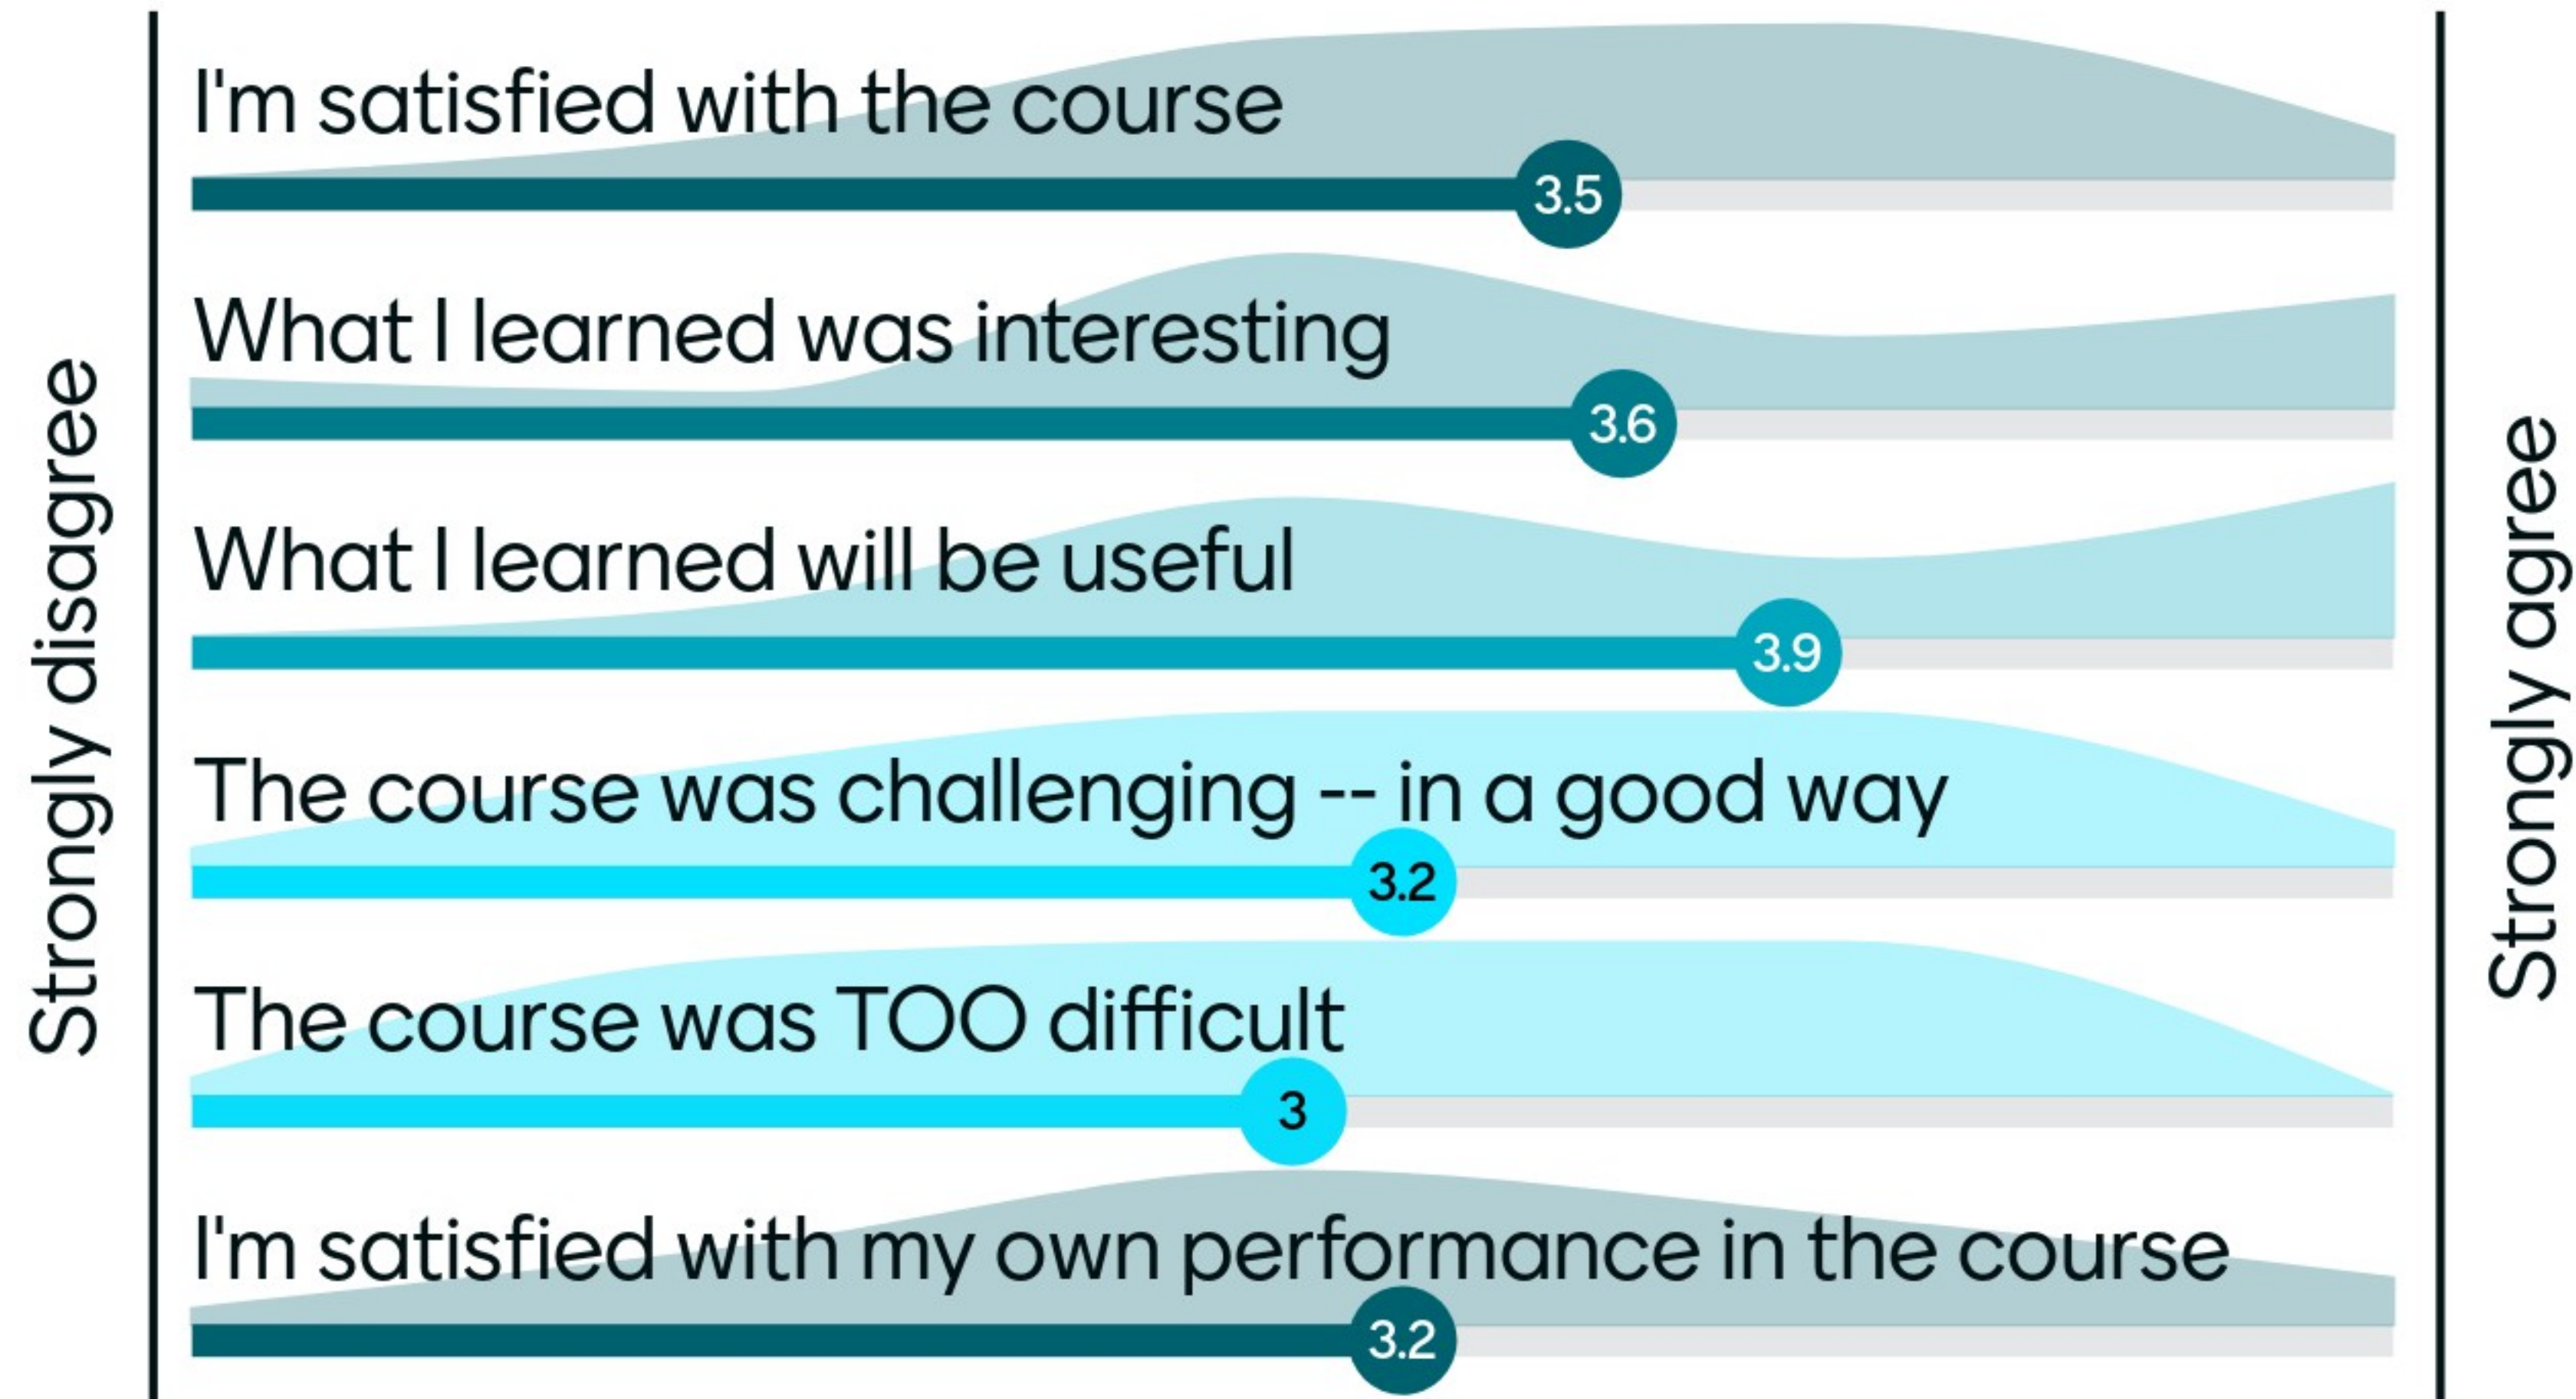 Strongly disagree
I'm satisfied with the course
3.5
What I learned was interesting
3.6
What I learned will be useful
3.9
The course was challenging -- in a good way
3.2
The course was TOO difficult
3
I'm satisfied with my own performance in the course
3.2
Strongly agree